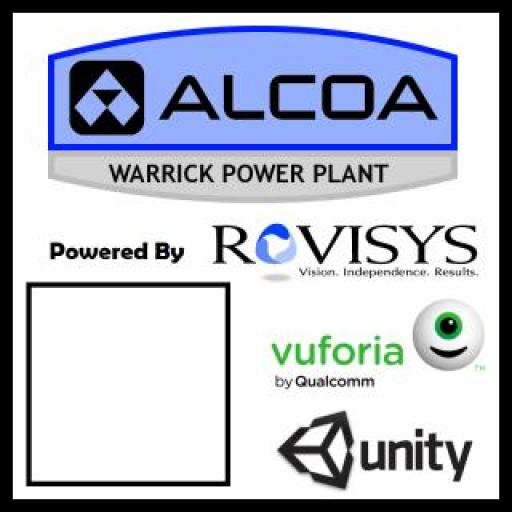 ALCOA
WARRICK POWER PLANT
Powered By
ROVISYS
Vision. Independence. Results.
vuforia
TM
by Qualcomm
unity